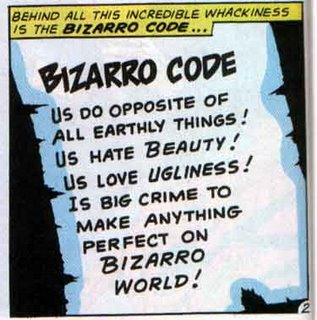 BEHIND ALL THIS INCREDIBLE WHACKINESS
IS THE BIZARRO CODE...
BIZARRO CODE
US DO OPPOSITE OF
ALL EARTHLY THINGS!
US HATE BEAUTY!
US LOVE UGLINESS!
IS BIG CRIME TO
MAKE ANYTHING
PERFECT ON
BIZARRO
WORLD!
2